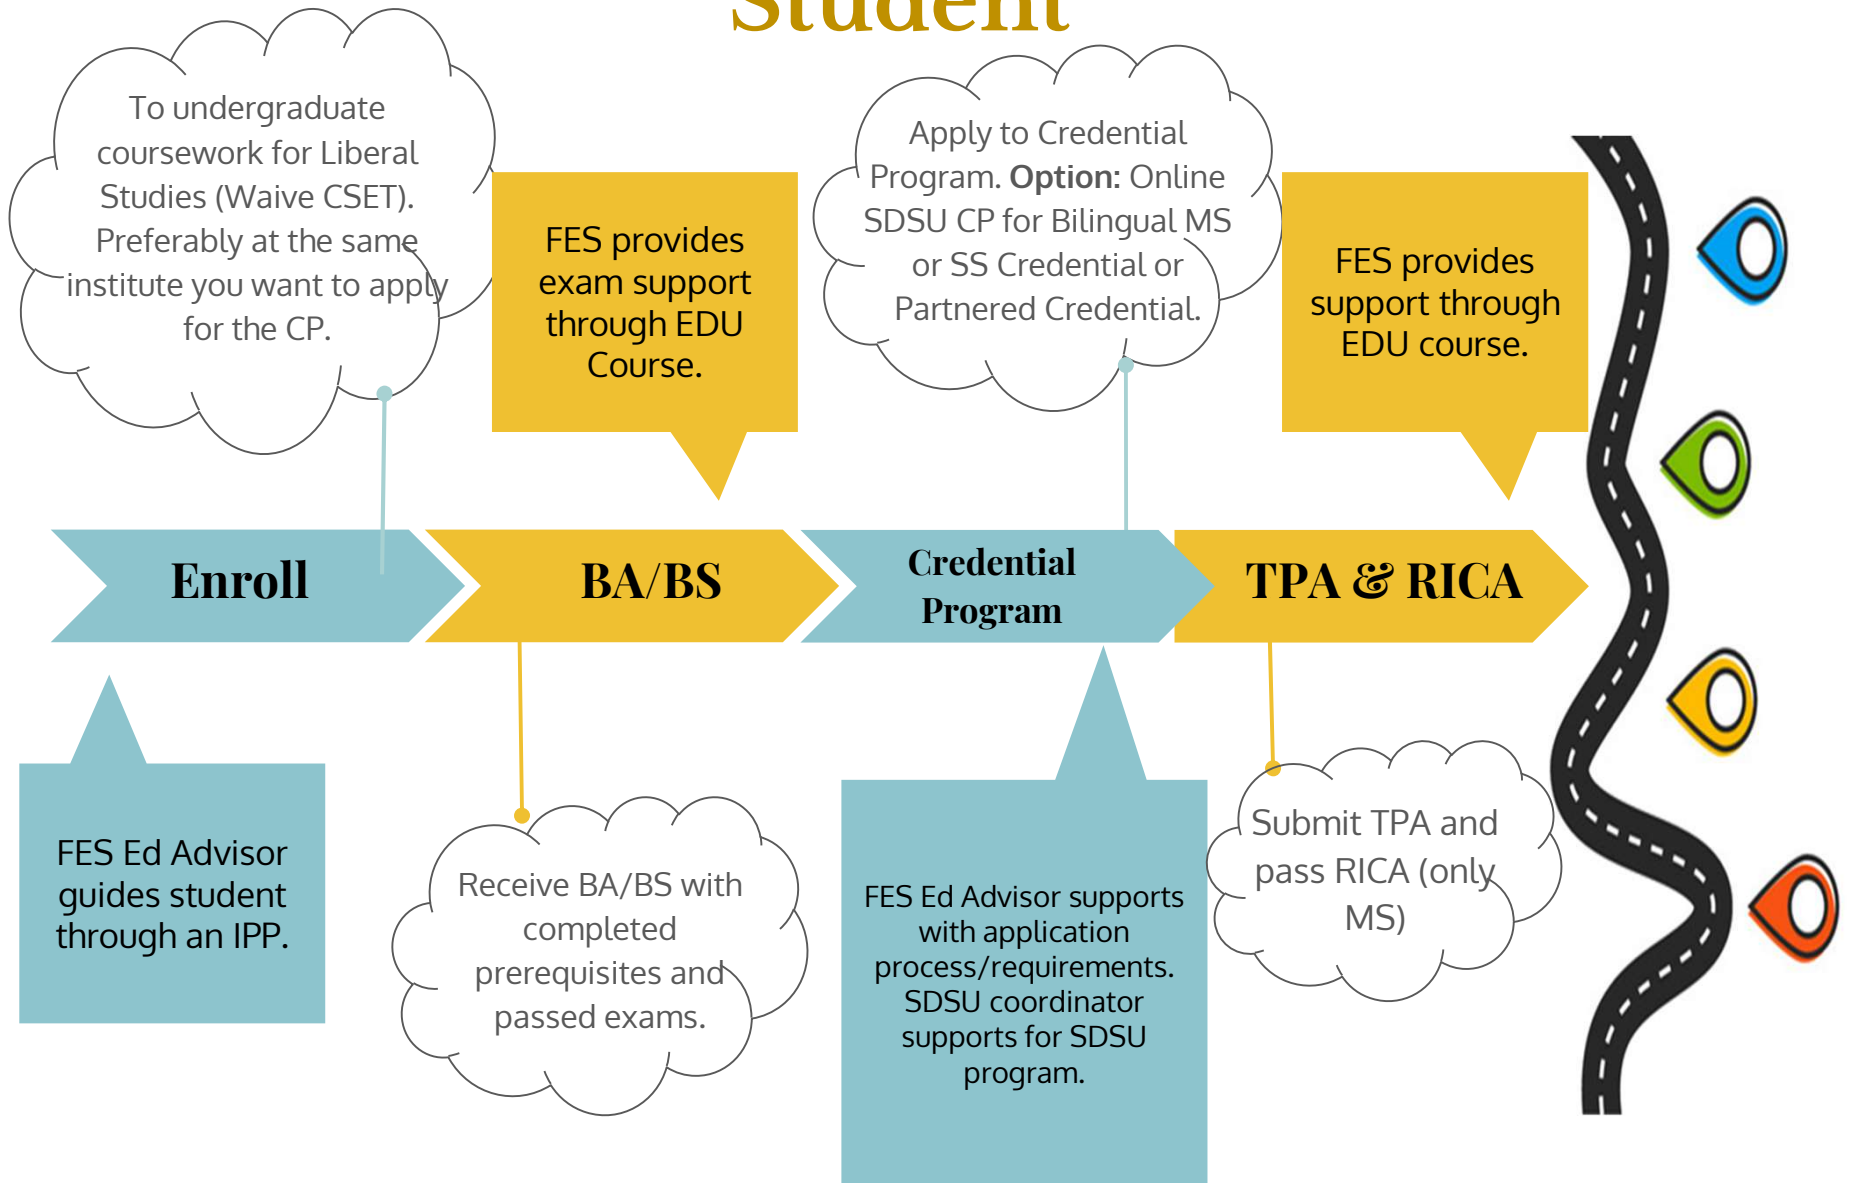 Student
To undergraduate
coursework for Liberal
Studies (Waive CSET).
Preferably at the same
institute you want to apply
for the CP.
FES provides
exam support
through EDU
Course.
Apply to Credential
Program. Option: Online
SDSU CP for Bilingual MS
or SS Credential or
Partnered Credential.
FES provides
support through
EDU course.
Enroll
BA/BS
Credential
Program
TPA & RICA
FES Ed Advisor
guides student
through an IPP.
Receive BA/BS with
completed
prerequisites and
passed exams.
FES Ed Advisor supports
with application
process/requirements.
SDSU coordinator
supports for SDSU
program.
Submit TPA and
pass RICA (only
MS)